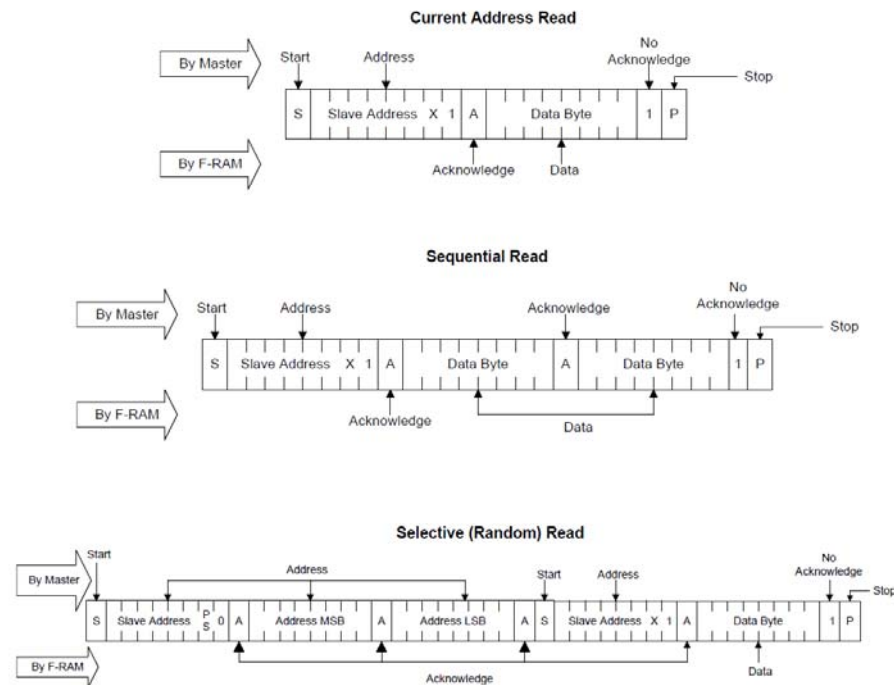 Current Address Read
By Master
Start
Address
No
Acknowledge
Stop
S Slave Address X 1 A Data Byte 1 P
By F-RAM
Acknowledge
Data
Sequential Read
By Master
Start
Address
Acknowledge
No
Acknowledge
Stop
S Slave Address X 1 A Data Byte A Data Byte 1 P
By F-RAM
Acknowledge
Data
Selective (Random) Read
By Master
Start
Address
Start
Address
No
Acknowledge
Stop
S Slave Address PS 0 A Address MSB A Address LSB A S Slave Address X 1 A Data Byte 1 P
By F-RAM
Acknowledge
Data